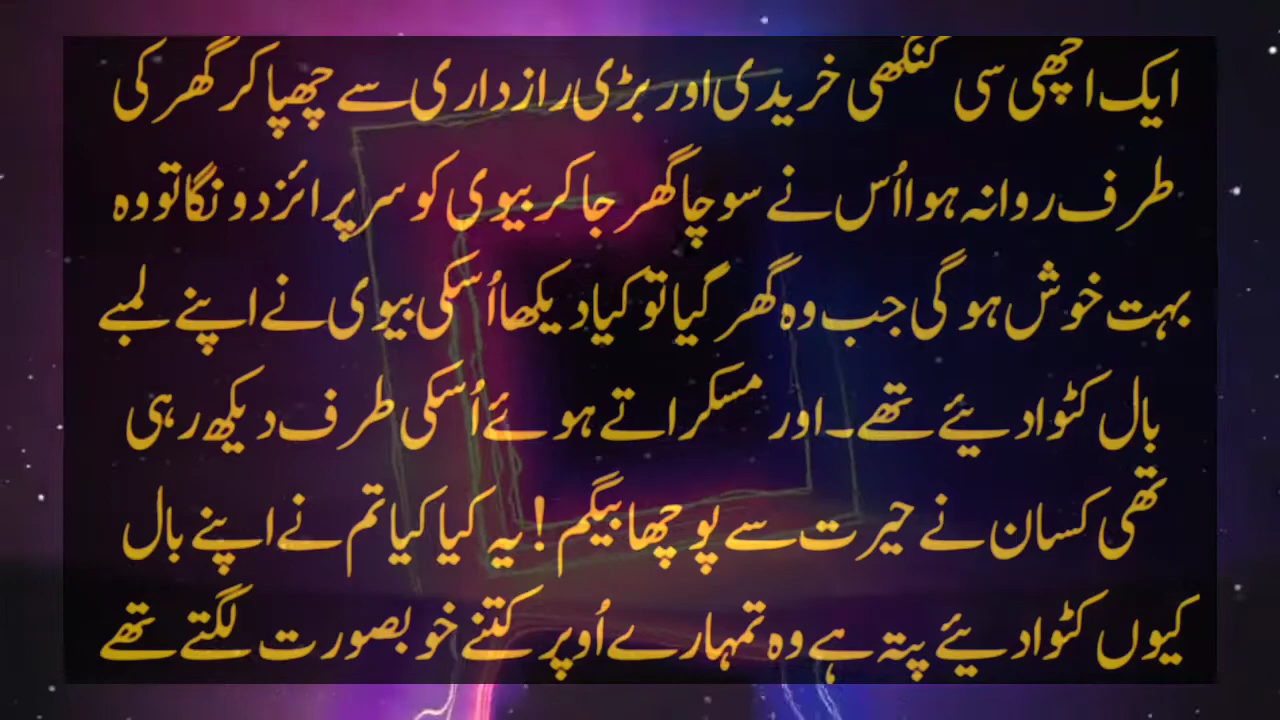 ایک اچھی سی کنگھی خریدی اور بڑی رازداری سے چھپا کر گھر کی
طرف روانہ ہوا اُس نے سوچا گھر جا کر بیوی کو سرپرائز دونگا تو وہ
بہت خوش ہوگی جب وہ گھر گیا تو کیا دیکھا اُسکی بیوی نے اپنے لمبے
بال کٹوا دیئے تھے۔ اور مسکراتے ہوئے اُسکی طرف دیکھ رہی
تھی کسان نے حیرت سے پوچھا بیگم! یہ کیا کیا تم نے اپنے بال
کیوں کٹوا دیئے پتہ ہے وہ تمہارے اُوپر کتنے خوبصورت لگتے تھے